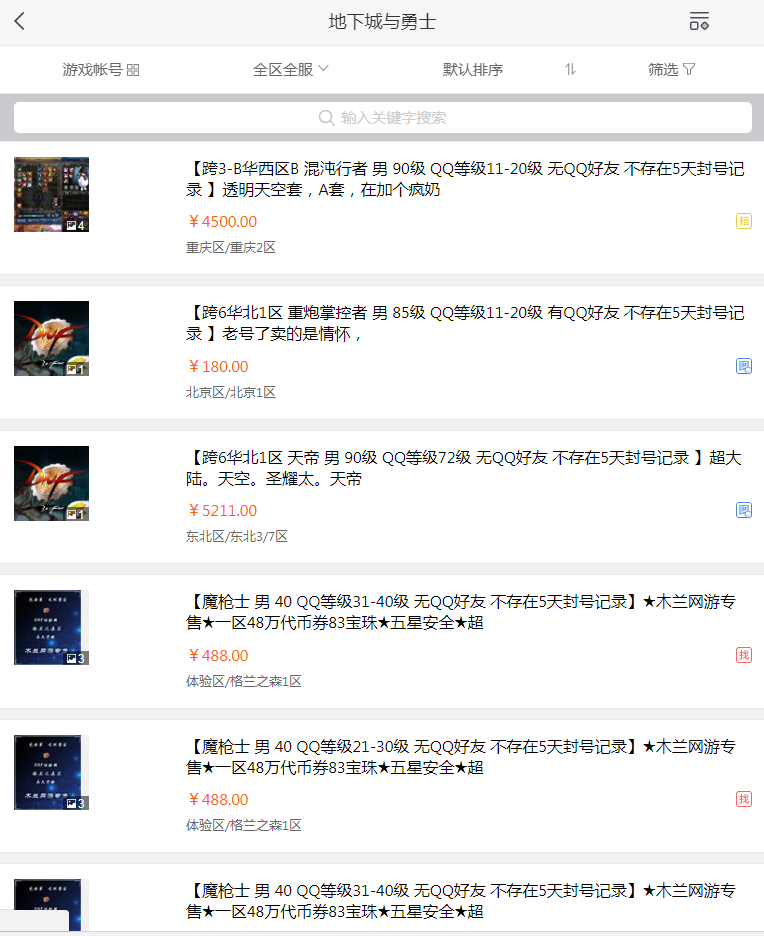 地下城与勇士
游戏帐号 全区全服 默认排序 筛选
输入关键字搜索
【跨3-B华西区B 混沌行者 男 90级 QQ等级11-20级 无QQ好友 不存在5天封号记
录 】透明天空套，A套，在加个疯奶
4
￥4500.00
赔
重庆区/重庆2区
【跨6华北1区 重炮掌控者 男 85级 QQ等级11-20级 有QQ好友 不存在5天封号记
录 】老号了卖的是情怀，
1
￥180.00
图
北京区/北京1区
【跨6华北1区 天帝 男 90级 QQ等级72级 无QQ好友 不存在5天封号记录 】超大
陆。天空。圣耀太。天帝
1
￥5211.00
图
东北区/东北3/7区
【魔枪士 男 40 QQ等级31-40级 无QQ好友 不存在5天封号记录】★木兰网游专
售★一区48万代币券83宝珠★五星安全★超
3
￥488.00
找
体验区/格兰之森1区
【魔枪士 男 40 QQ等级21-30级 无QQ好友 不存在5天封号记录】★木兰网游专
售★一区48万代币券83宝珠★五星安全★超
3
￥488.00
找
体验区/格兰之森1区
【魔枪士 男 40 QQ等级31-40级 无QQ好友 不存在5天封号记录】★木兰网游专
售★一区48万代币券83宝珠★五星安全★超